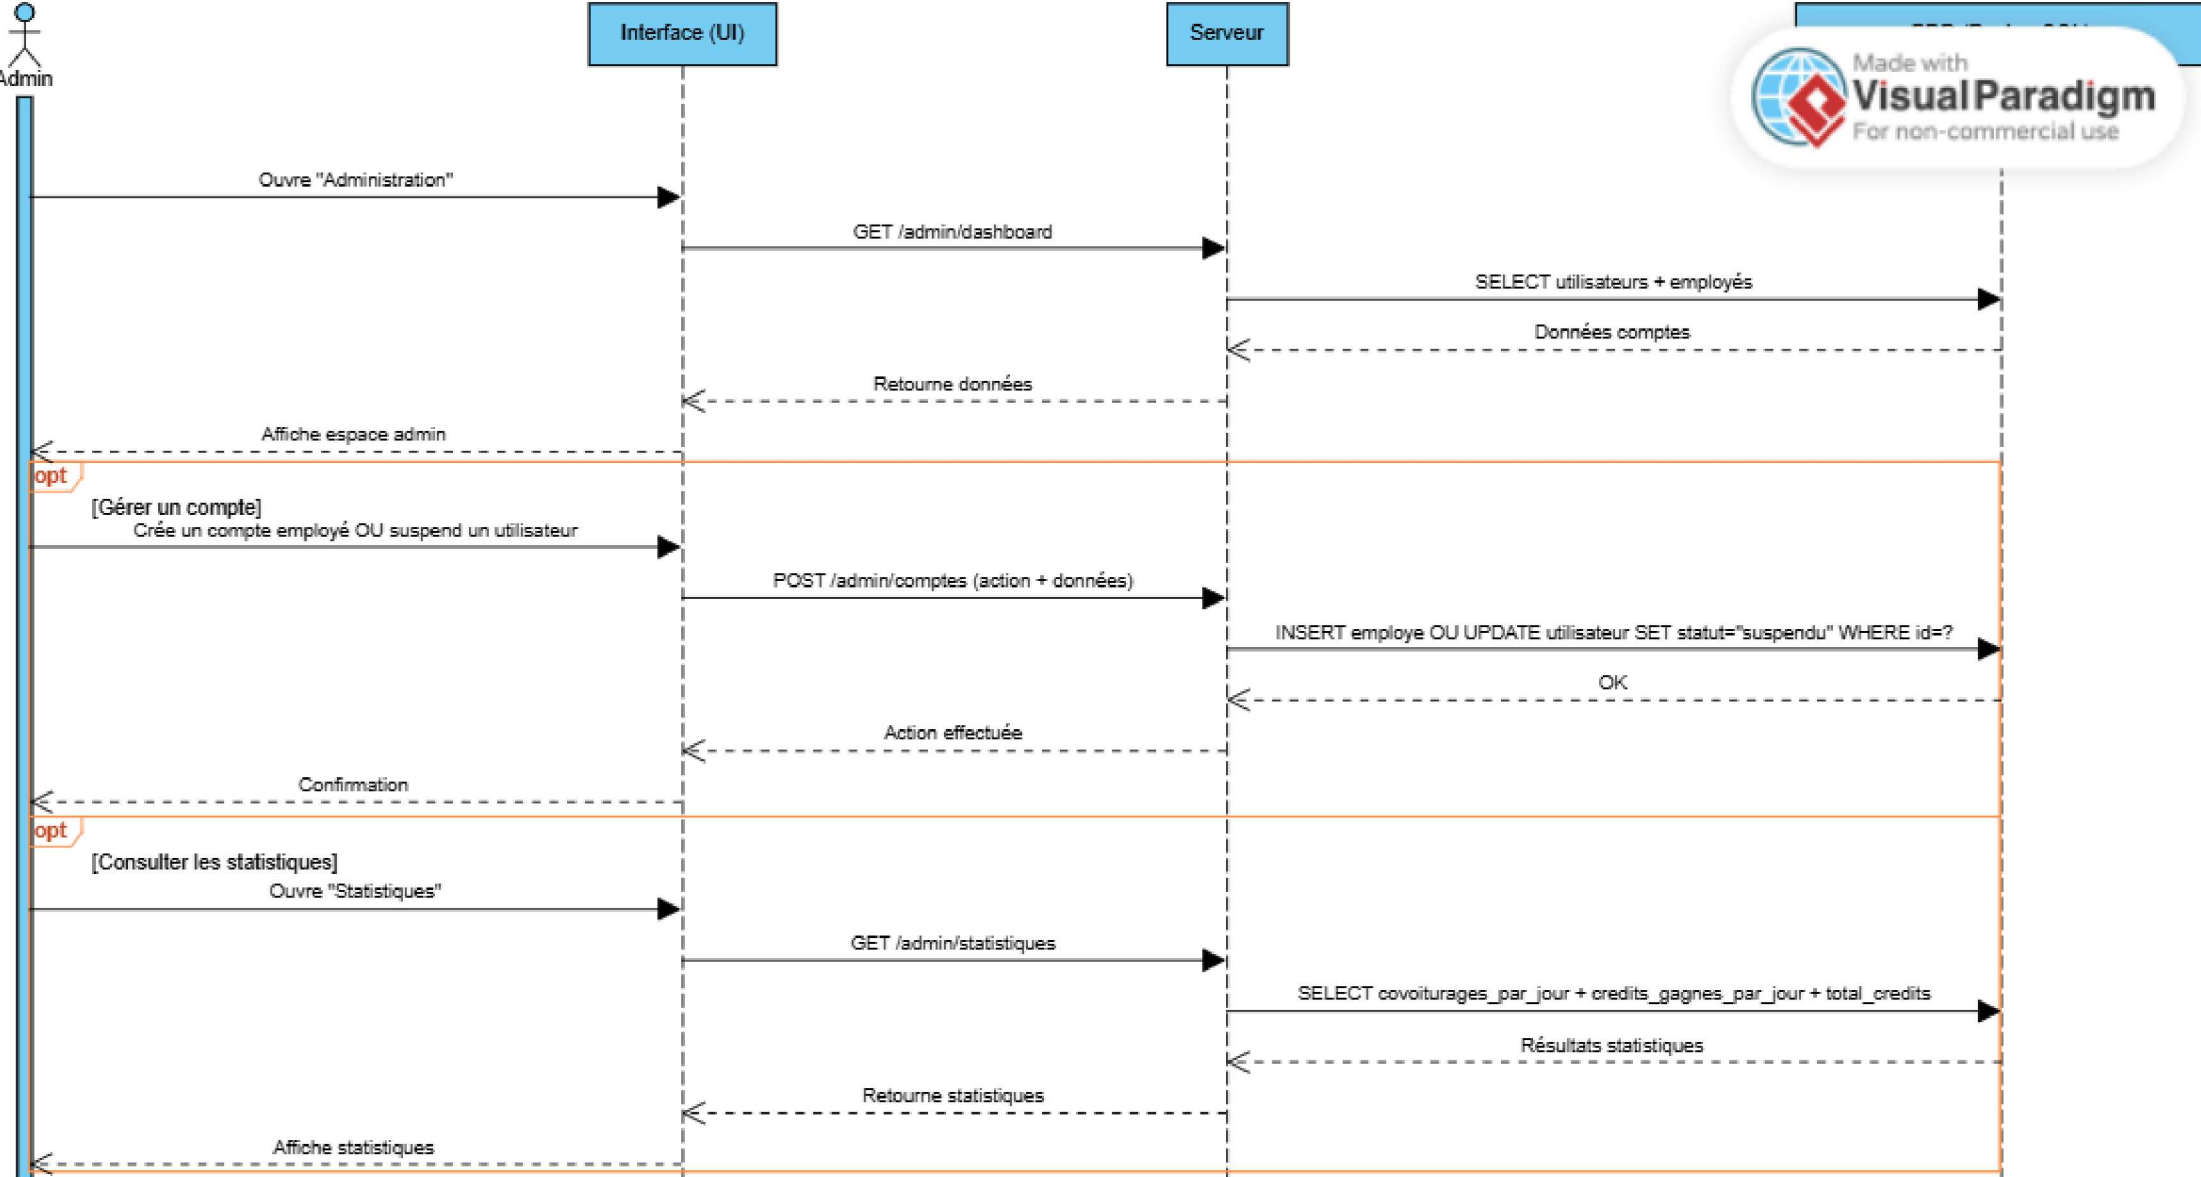 Interface (UI)
Serveur
Admin
Made with
Visual Paradigm
For non-commercial use
Ouvre "Administration"
GET /admin/dashboard
SELECT utilisateurs + employés
Données comptes
Retourne données
Affiche espace admin
opt
[Gérer un compte]
Crée un compte employé OU suspend un utilisateur
POST /admin/comptes (action + données)
INSERT employe OU UPDATE utilisateur SET statut="suspendu" WHERE id=?
OK
Action effectuée
Confirmation
opt
[Consulter les statistiques]
Ouvre "Statistiques"
GET /admin/statistiques
SELECT covoiturages_par_jour + credits_gagnes_par_jour + total_credits
Résultats statistiques
Retourne statistiques
Affiche statistiques